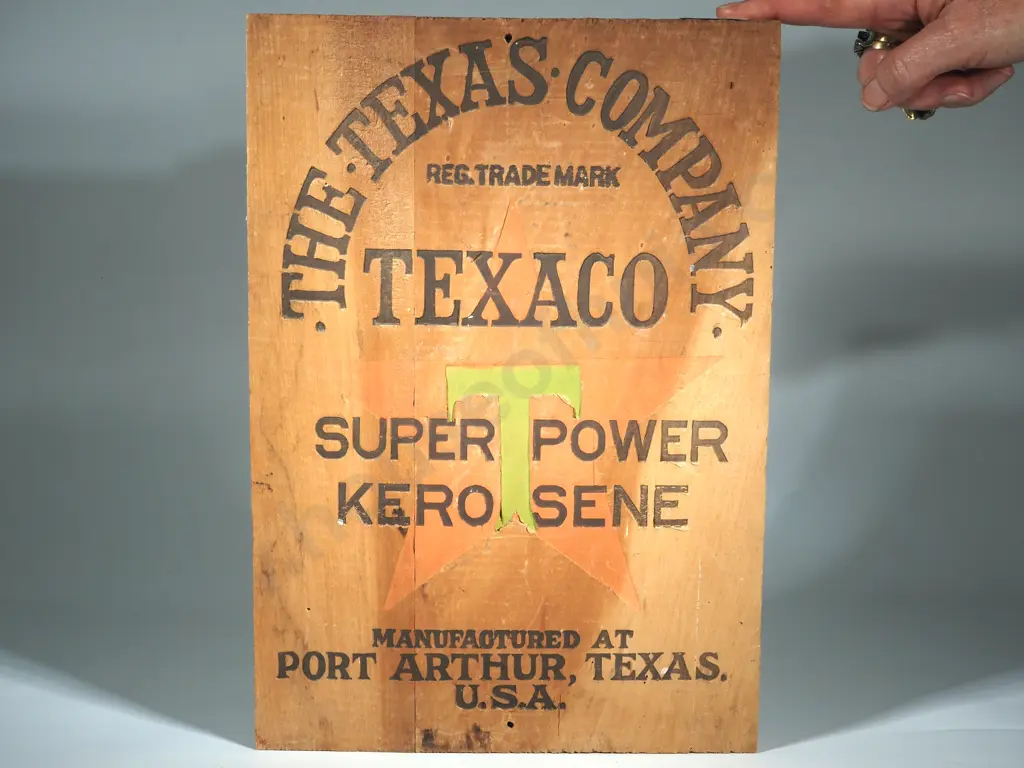 THE·TEXAS·COMPANY
REG. TRADE MARK
TEXACO
T
SUPER POWER
KEROSENE
MANUFACTURED AT
PORT ARTHUR, TEXAS.
U.S.A.